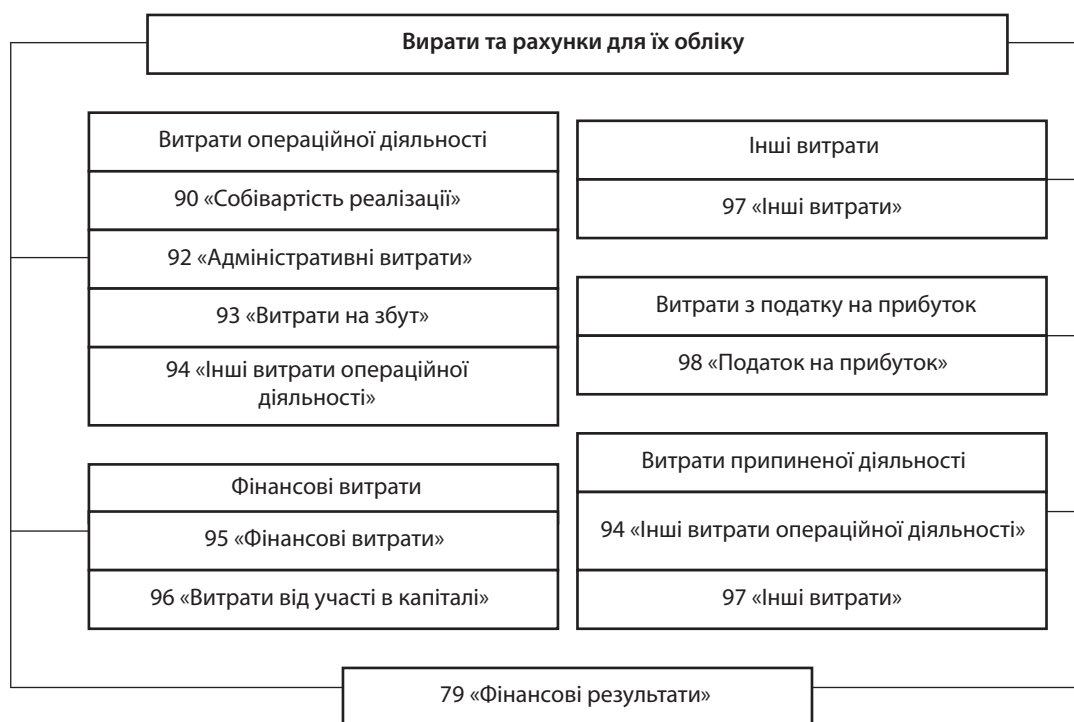 Вирати та рахунки для їх обліку
Витрати операційної діяльності
90 «Собівартість реалізації»
92 «Адміністративні витрати»
93 «Витрати на збут»
94 «Інші витрати операційної
діяльності»
Фінансові витрати
95 «Фінансові витрати»
96 «Витрати від участі в капіталі»
Інші витрати
97 «Інші витрати»
Витрати з податку на прибуток
98 «Податок на прибуток»
Витрати припиненої діяльності
94 «Інші витрати операційної діяльності»
97 «Інші витрати»
79 «Фінансові результати»